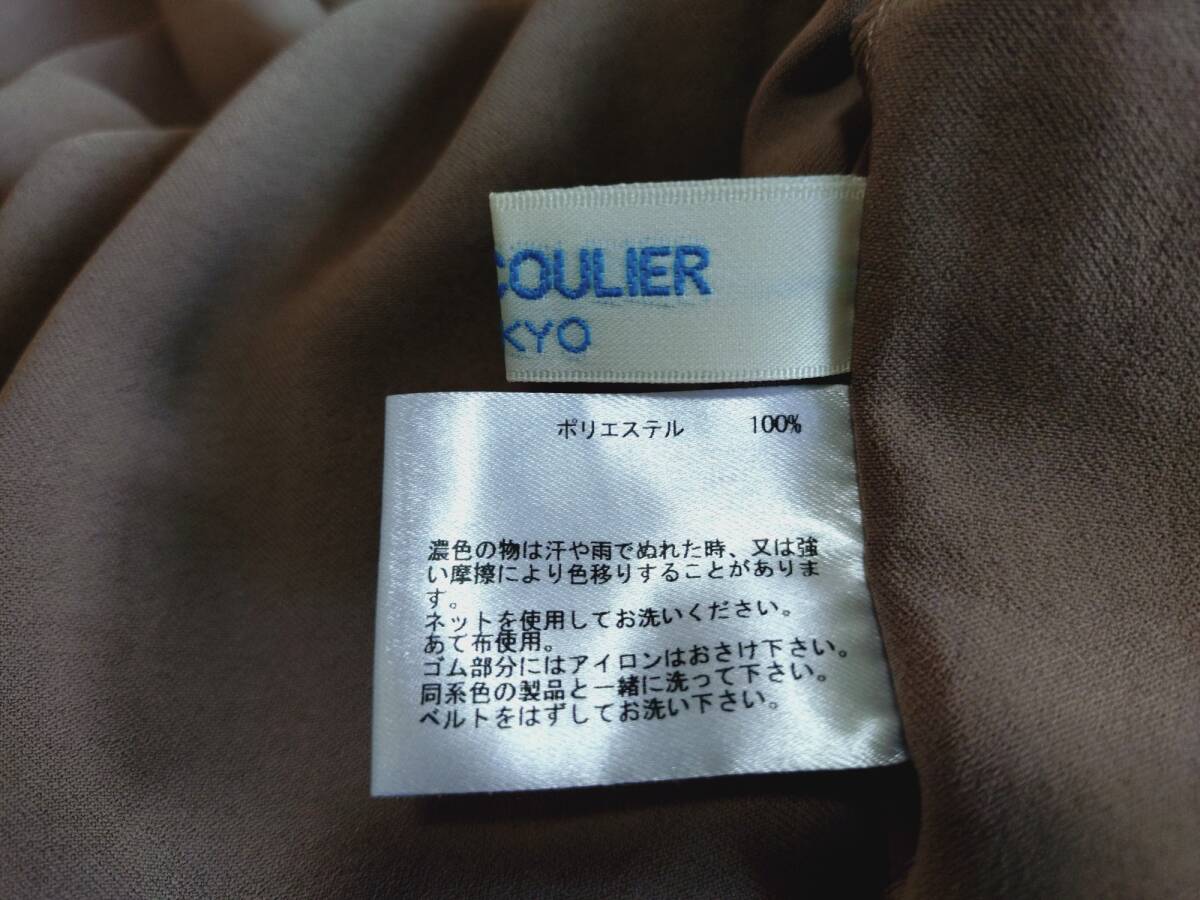 COULIER
KYO
ポリエステル 100%
濃色の物は汗や雨でぬれた時、又は強
い摩擦により色移りすることがありま
す。
ネットを使用してお洗いください。
あて布使用。
ゴム部分にはアイロンはおさけ下さい。
同系色の製品と一緒に洗って下さい。
ベルトをはずしてお洗い下さい。